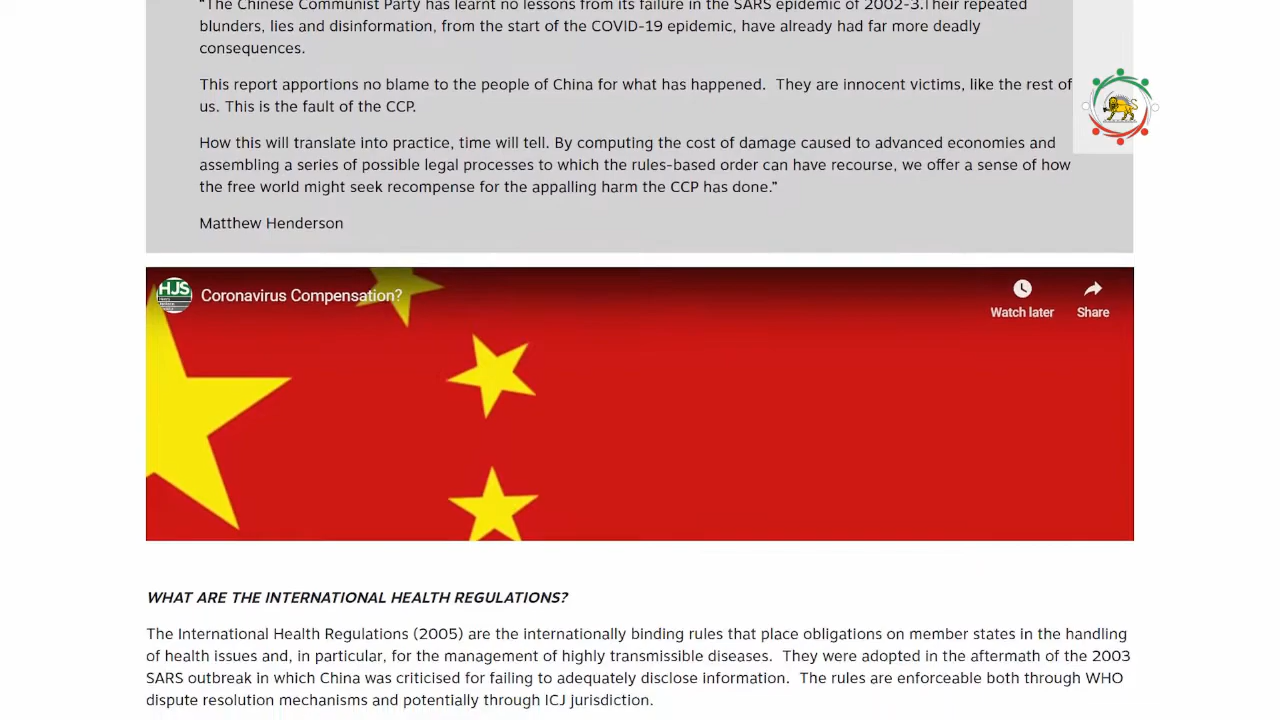 “The Chinese Communist Party has learnt no lessons from its failure in the SARS epidemic of 2002-3.Their repeated
blunders, lies and disinformation, from the start of the COVID-19 epidemic, have already had far more deadly
consequences.
This report apportions no blame to the people of China for what has happened.  They are innocent victims, like the rest of
us. This is the fault of the CCP.
How this will translate into practice, time will tell. By computing the cost of damage caused to advanced economies and
assembling a series of possible legal processes to which the rules-based order can have recourse, we offer a sense of how
the free world might seek recompense for the appalling harm the CCP has done.”
Matthew Henderson
HJS
Coronavirus Compensation?
Watch later
Share
WHAT ARE THE INTERNATIONAL HEALTH REGULATIONS?
The International Health Regulations (2005) are the internationally binding rules that place obligations on member states in the handling
of health issues and, in particular, for the management of highly transmissible diseases.  They were adopted in the aftermath of the 2003
SARS outbreak in which China was criticised for failing to adequately disclose information.  The rules are enforceable both through WHO
dispute resolution mechanisms and potentially through ICJ jurisdiction.